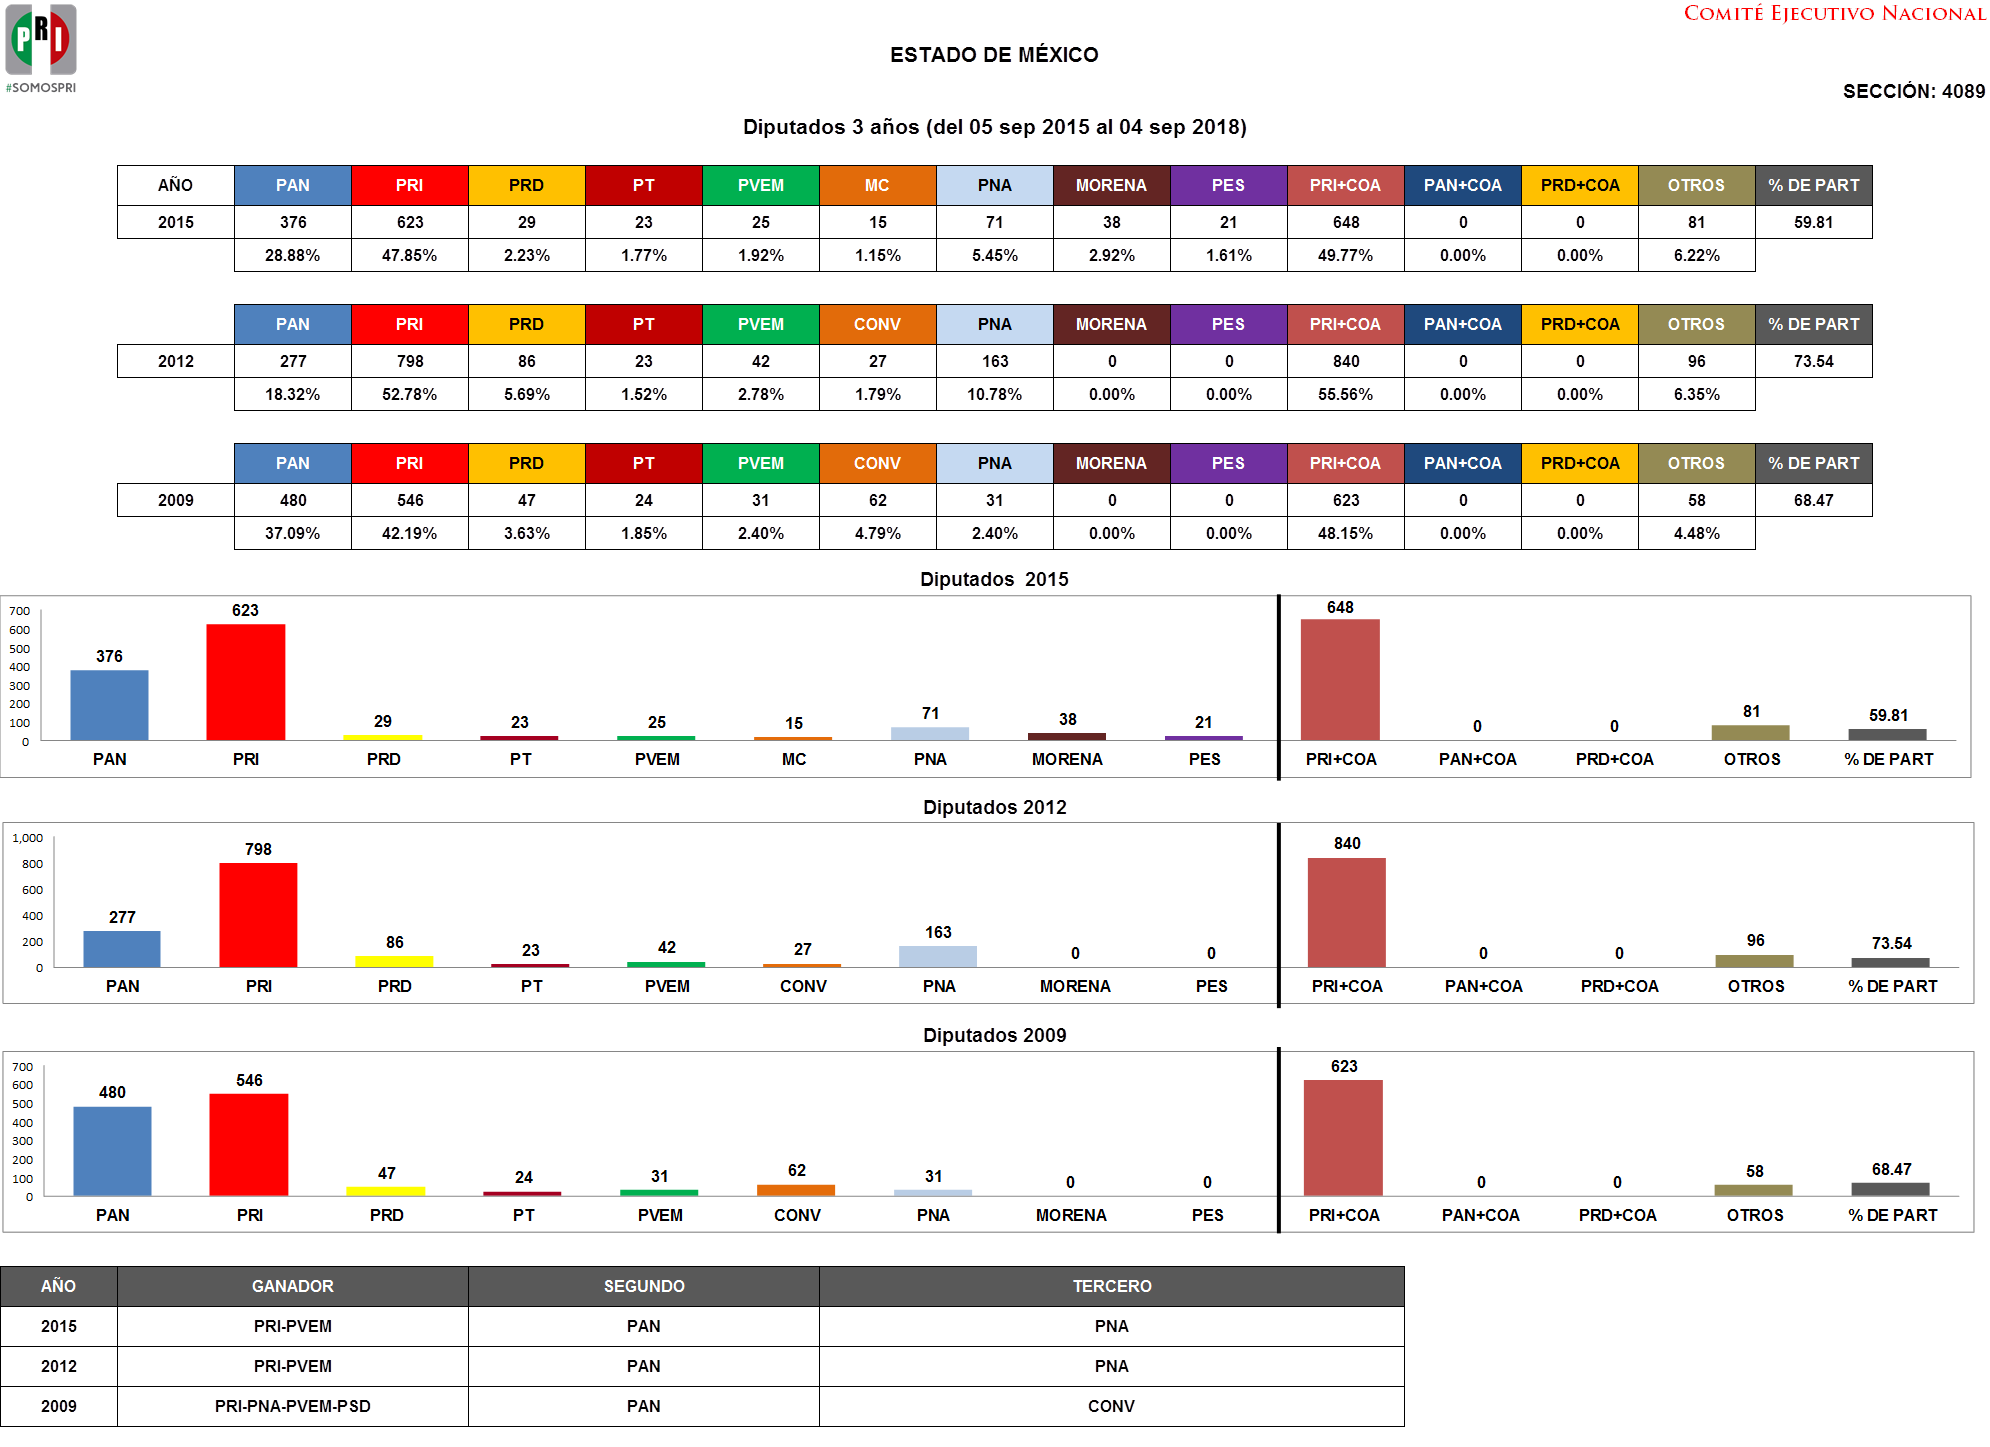 PRI
#SOMOSPRI
COMITÉ EJECUTIVO NACIONAL
ESTADO DE MÉXICO
SECCIÓN: 4089
Diputados 3 años (del 05 sep 2015 al 04 sep 2018)
AÑO PAN PRI PRD PT PVEM MC PNA MORENA PES PRI+COA PAN+COA PRD+COA OTROS % DE PART
2015 376 623 29 23 25 15 71 38 21 648 0 0 81 59.81
28.88% 47.85% 2.23% 1.77% 1.92% 1.15% 5.45% 2.92% 1.61% 49.77% 0.00% 0.00% 6.22%
PAN PRI PRD PT PVEM CONV PNA MORENA PES PRI+COA PAN+COA PRD+COA OTROS % DE PART
2012 277 798 86 23 42 27 163 0 0 840 0 0 96 73.54
18.32% 52.78% 5.69% 1.52% 2.78% 1.79% 10.78% 0.00% 0.00% 55.56% 0.00% 0.00% 6.35%
PAN PRI PRD PT PVEM CONV PNA MORENA PES PRI+COA PAN+COA PRD+COA OTROS % DE PART
2009 480 546 47 24 31 62 31 0 0 623 0 0 58 68.47
37.09% 42.19% 3.63% 1.85% 2.40% 4.79% 2.40% 0.00% 0.00% 48.15% 0.00% 0.00% 4.48%
Diputados 2015
700
600
500
400
300
200
100
0
376 623 29 23 25 15 71 38 21 648 0 0 81 59.81
PAN PRI PRD PT PVEM MC PNA MORENA PES PRI+COA PAN+COA PRD+COA OTROS % DE PART
Diputados 2012
1,000
800
600
400
200
0
277 798 86 23 42 27 163 0 0 840 0 0 96 73.54
PAN PRI PRD PT PVEM CONV PNA MORENA PES PRI+COA PAN+COA PRD+COA OTROS % DE PART
Diputados 2009
700
600
500
400
300
200
100
0
480 546 47 24 31 62 31 0 0 623 0 0 58 68.47
PAN PRI PRD PT PVEM CONV PNA MORENA PES PRI+COA PAN+COA PRD+COA OTROS % DE PART
AÑO GANADOR SEGUNDO TERCERO
2015 PRI-PVEM PAN PNA
2012 PRI-PVEM PAN PNA
2009 PRI-PNA-PVEM-PSD PAN CONV